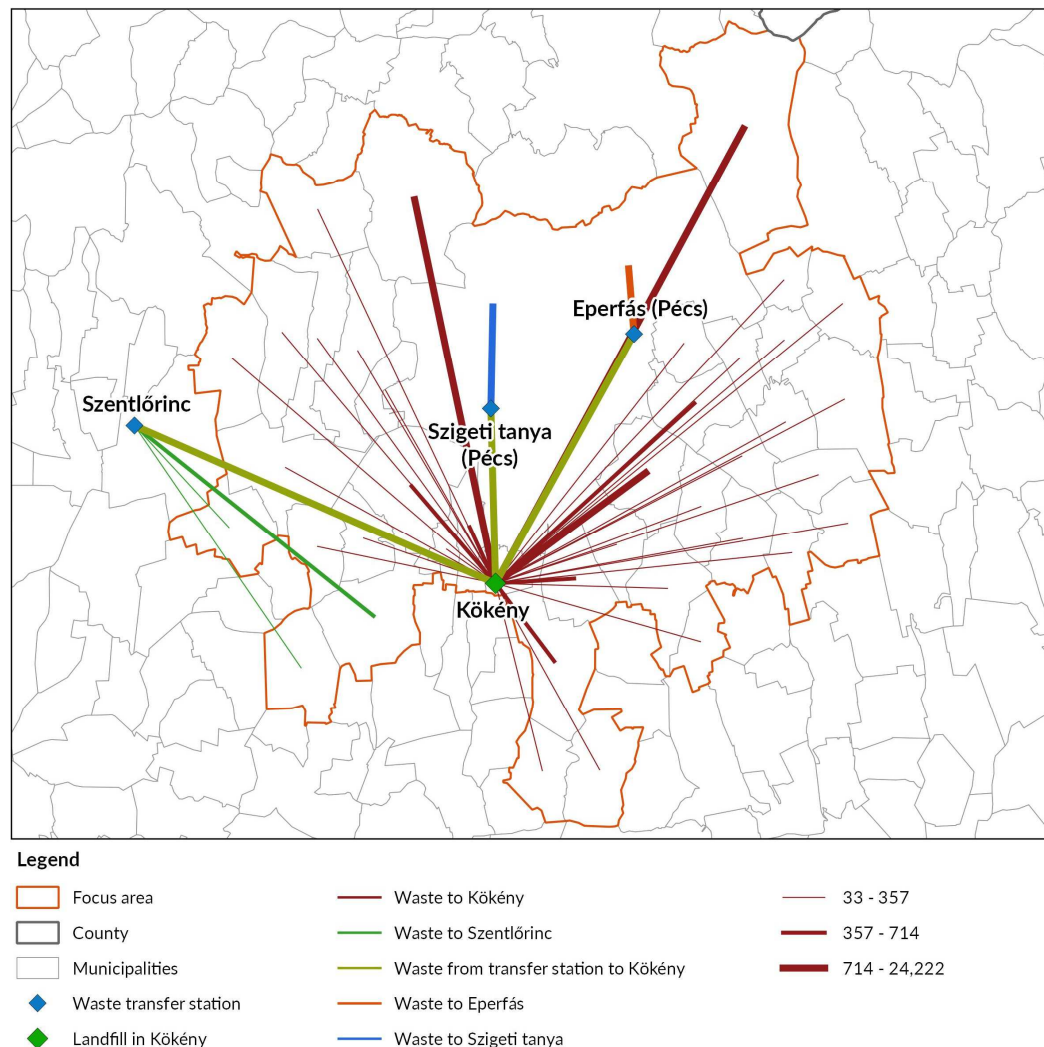 Eperfás (Pécs)
Szentlőrinc
Szigeti tanya
(Pécs)
Kökény
Legend
Focus area
County
Municipalities
Waste transfer station
Landfill in Kökény
Waste to Kökény
Waste to Szentlőrinc
Waste from transfer station to Kökény
Waste to Eperfás
Waste to Szigeti tanya
33 - 357
357 - 714
714 - 24,222